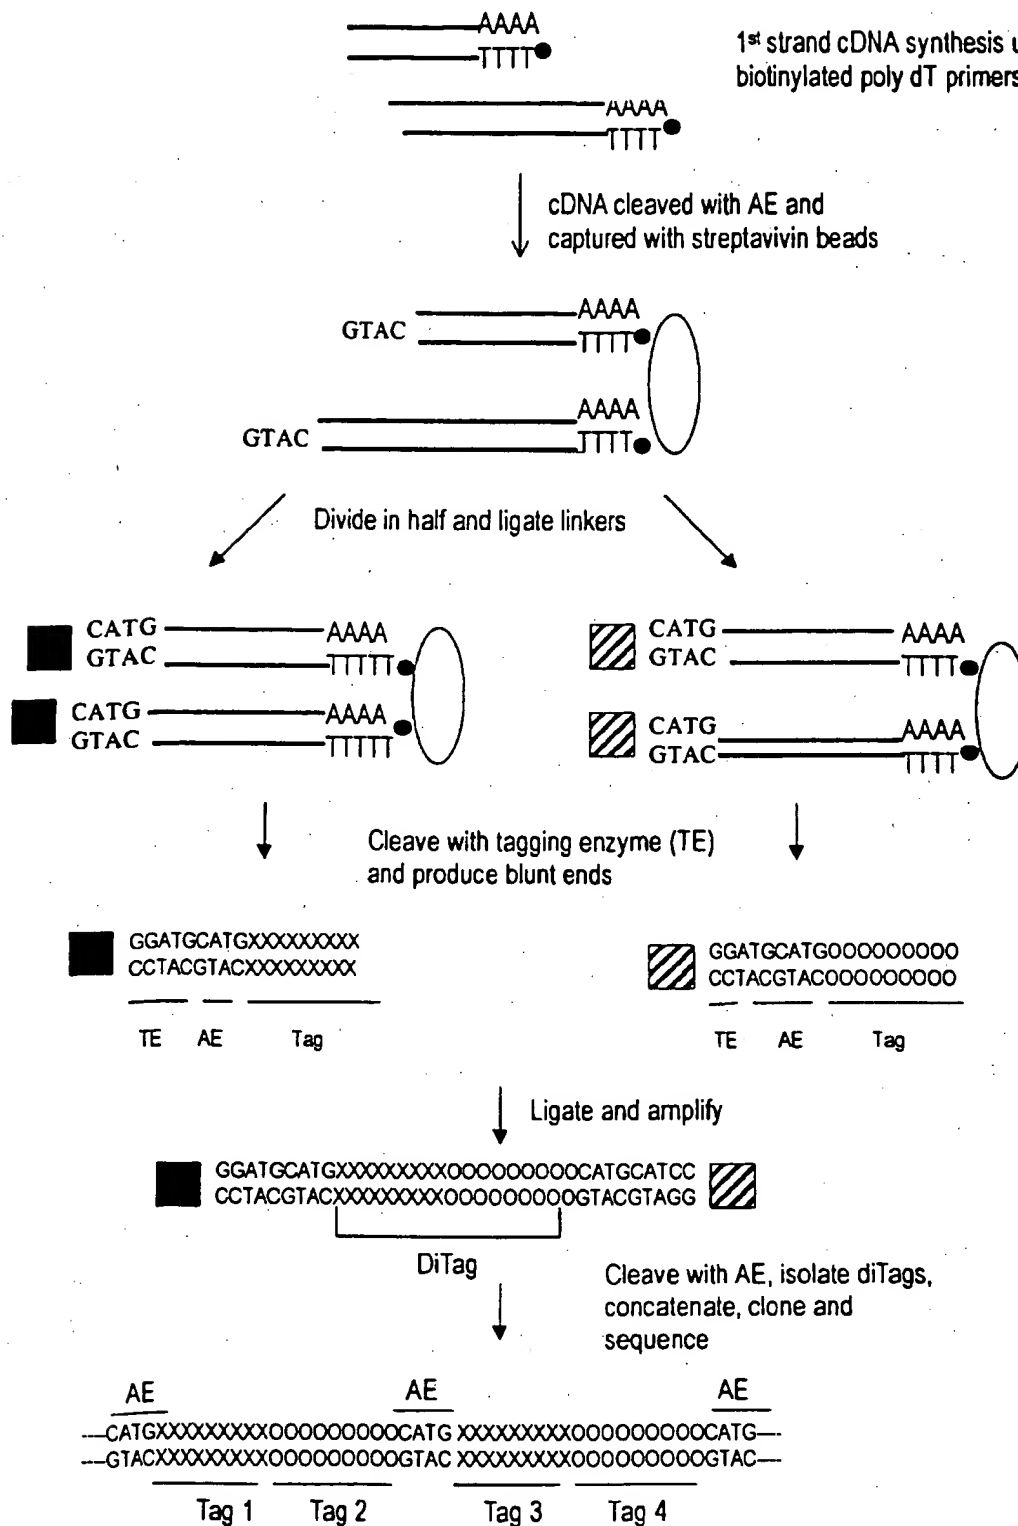 AAAA
TTTT
1st strand cDNA synthesis u
biotinylated poly dT primers
AAAA
TTTT
cDNA cleaved with AE and
captured with streptavivin beads
AAAA
GTAC
TTTT
AAAA
GTAC
TTTT
Divide in half and ligate linkers
CATG AAAA
GTAC TTTTT
CATG AAAA
GTAC TTTTT
CATG AAAA
GTAC TTTT
CATG AAAA
GTAC TTTT
Cleave with tagging enzyme (TE)
and produce blunt ends
GGATGCATGXXXXXXXXX
CCTACGTACXXXXXXXXX
TE AE Tag
GGATGCATGOOOOOOOOO
CCTACGTACOOOOOOOOO
TE AE Tag
Ligate and amplify
GGATGCATGXXXXXXXXXOOOOOOOOOCATGCATCC
CCTACGTACXXXXXXXXXOOOOOOOOOGTACGTAGG
DiTag
Cleave with AE, isolate diTags,
concatenate, clone and
sequence
AE AE AE
---CATGXXXXXXXXXOOOOOOOOOCATG XXXXXXXXXOOOOOOOOOCATG---
---GTACXXXXXXXXXOOOOOOOOOGTAC XXXXXXXXXOOOOOOOOOGTAC---
Tag 1 Tag 2 Tag 3 Tag 4